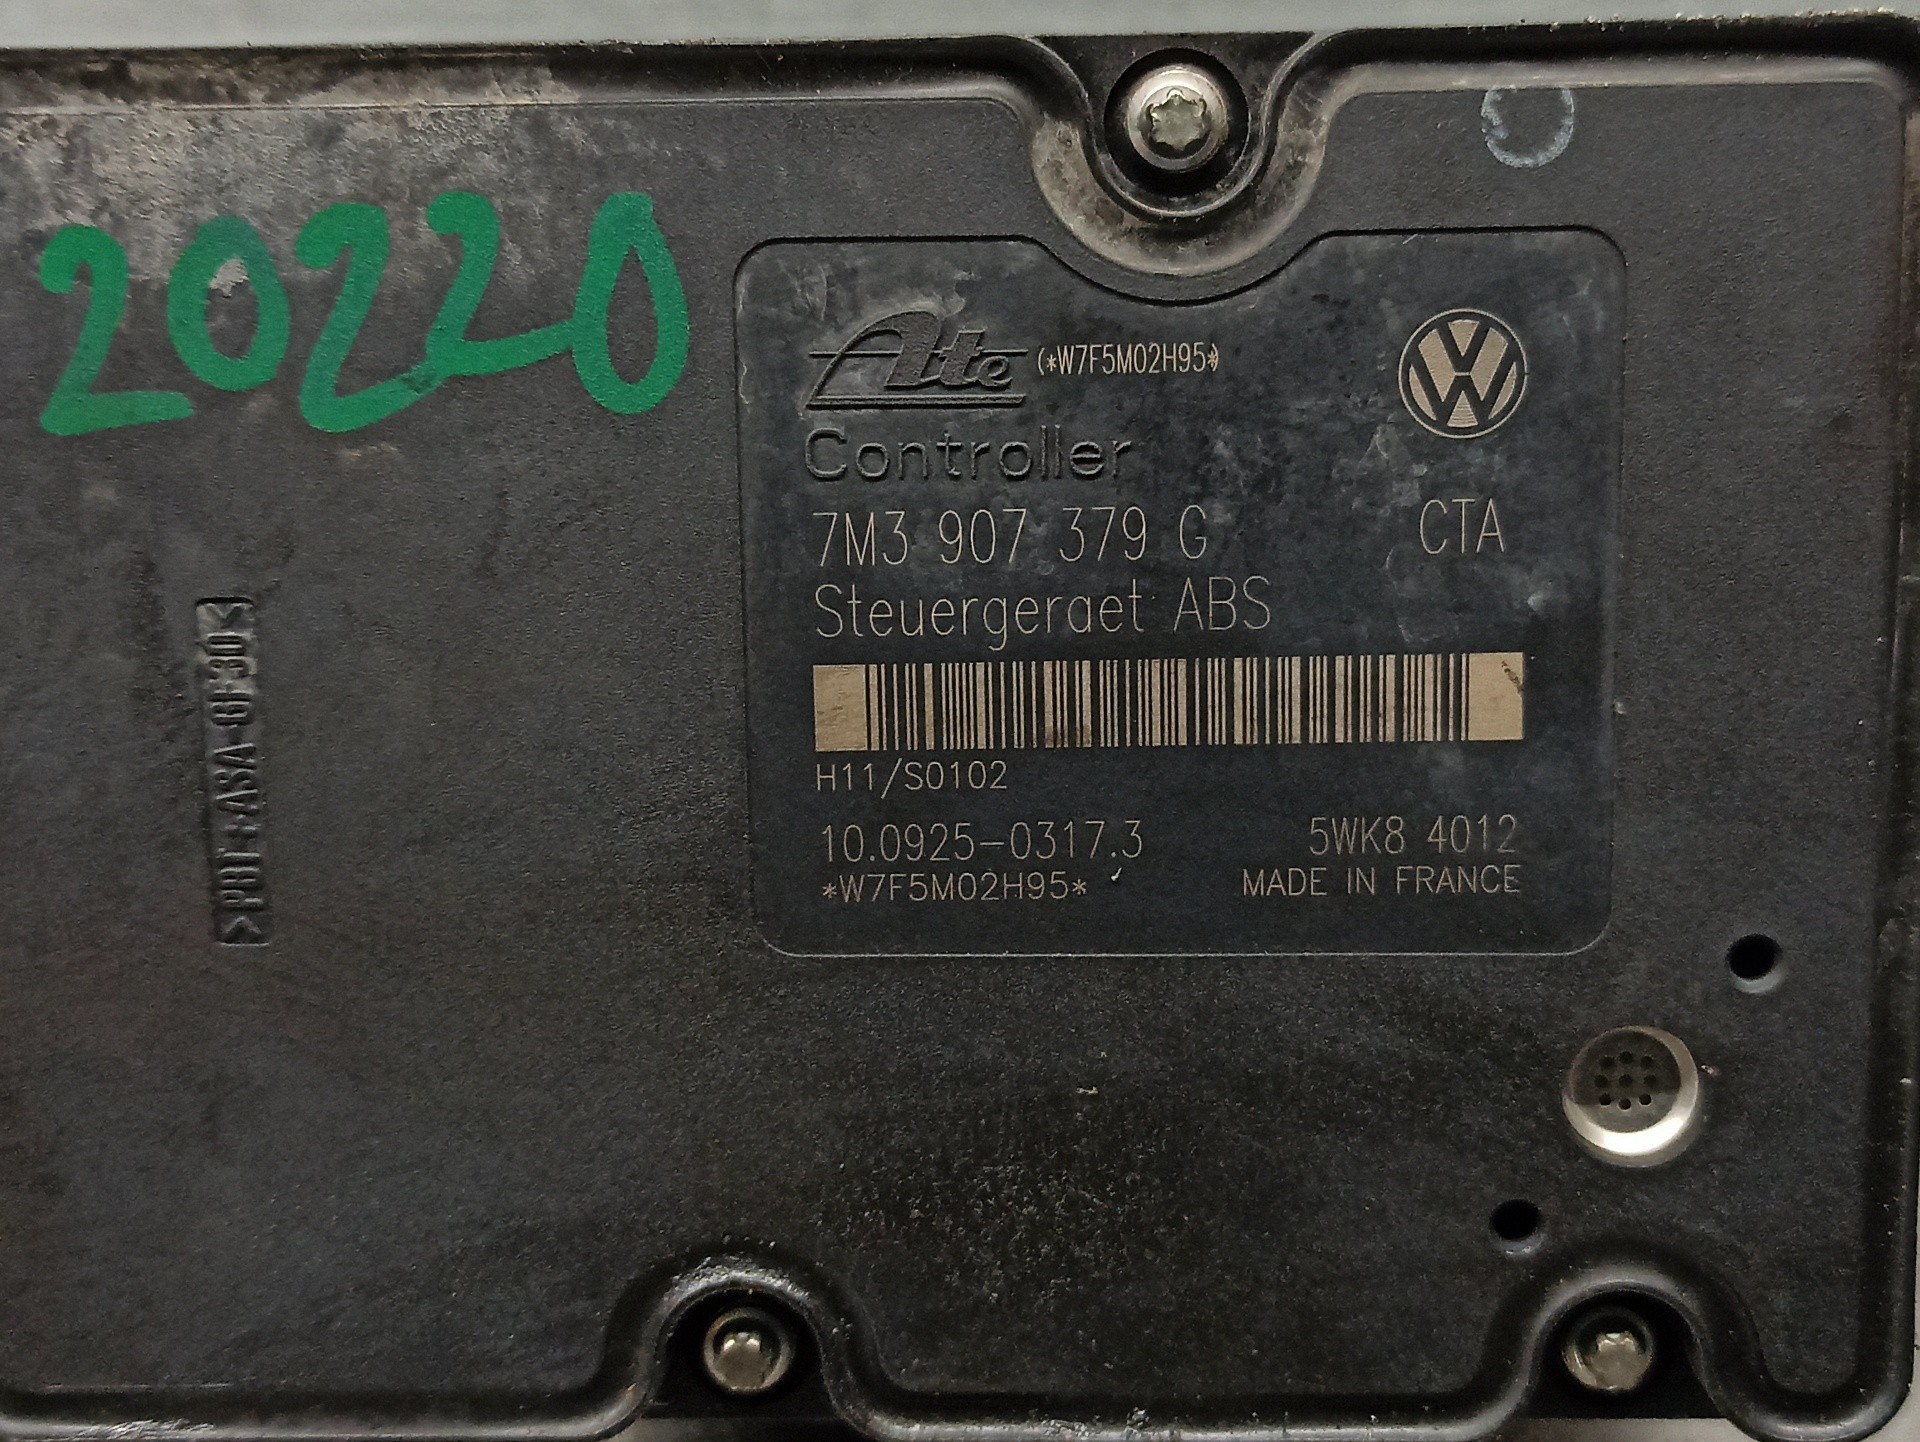 20220
Ate (*W7F5M02H95*)
Controller
7M3 907 379 G CTA
Steuergeraet ABS
H11/S0102
10.0925-0317.3 5WK8 4012
*W7F5M02H95* MADE IN FRANCE
>PBT+ASA-GF30<